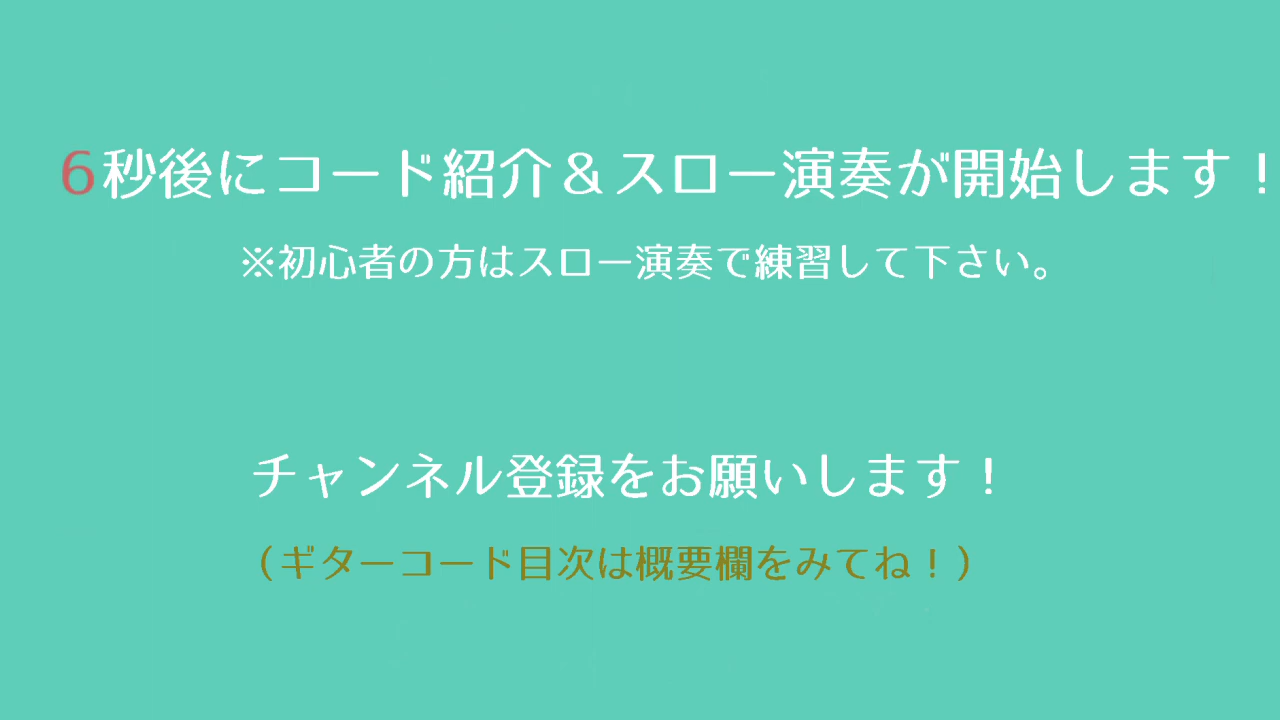 6秒後にコード紹介＆スロー演奏が開始します！
※初心者の方はスロー演奏で練習して下さい。
チャンネル登録をお願いします！
（ギターコード目次は概要欄をみてね！）